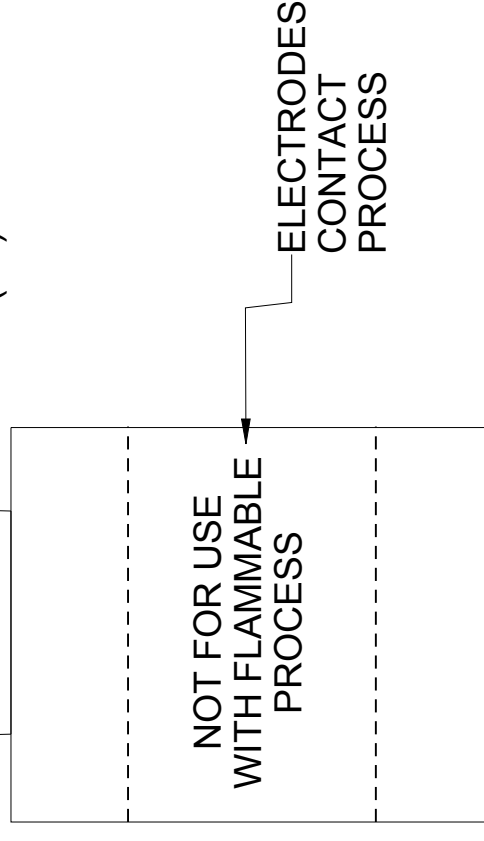 NOT FOR USE
WITH FLAMMABLE
PROCESS
ELECTRODES
CONTACT
PROCESS